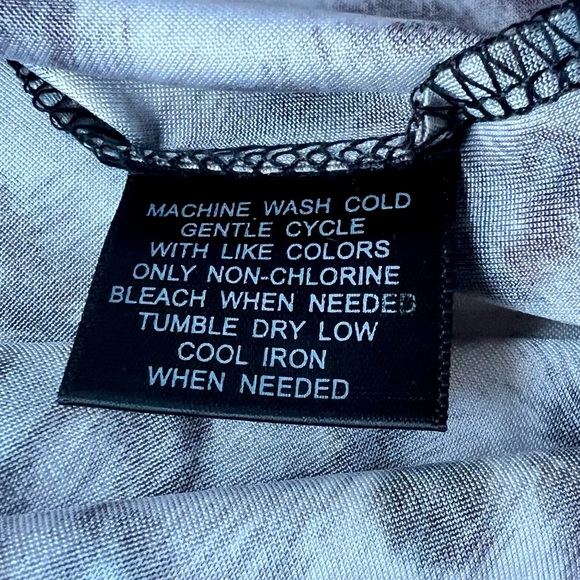 MACHINE WASH COLD
GENTLE CYCLE
WITH LIKE COLORS
ONLY NON-CHLORINE
BLEACH WHEN NEEDED
TUMBLE DRY LOW
COOL IRON
WHEN NEEDED